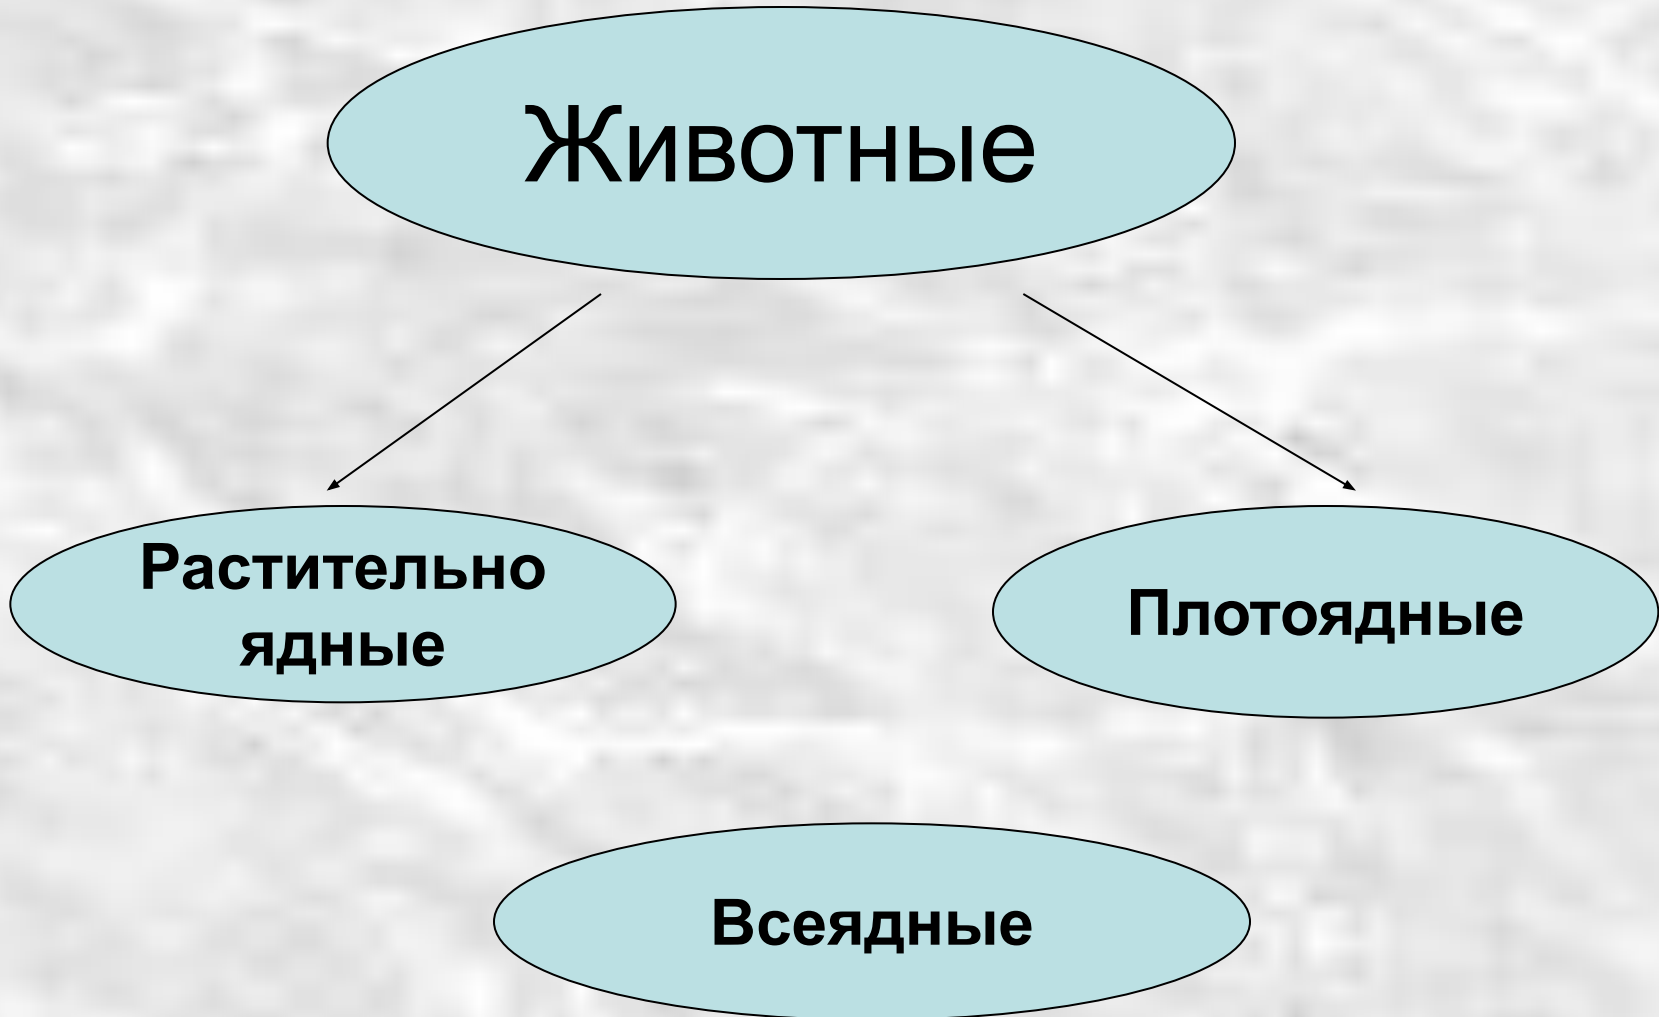 Животные
Растительно
ядные
Плотоядные
Всеядные